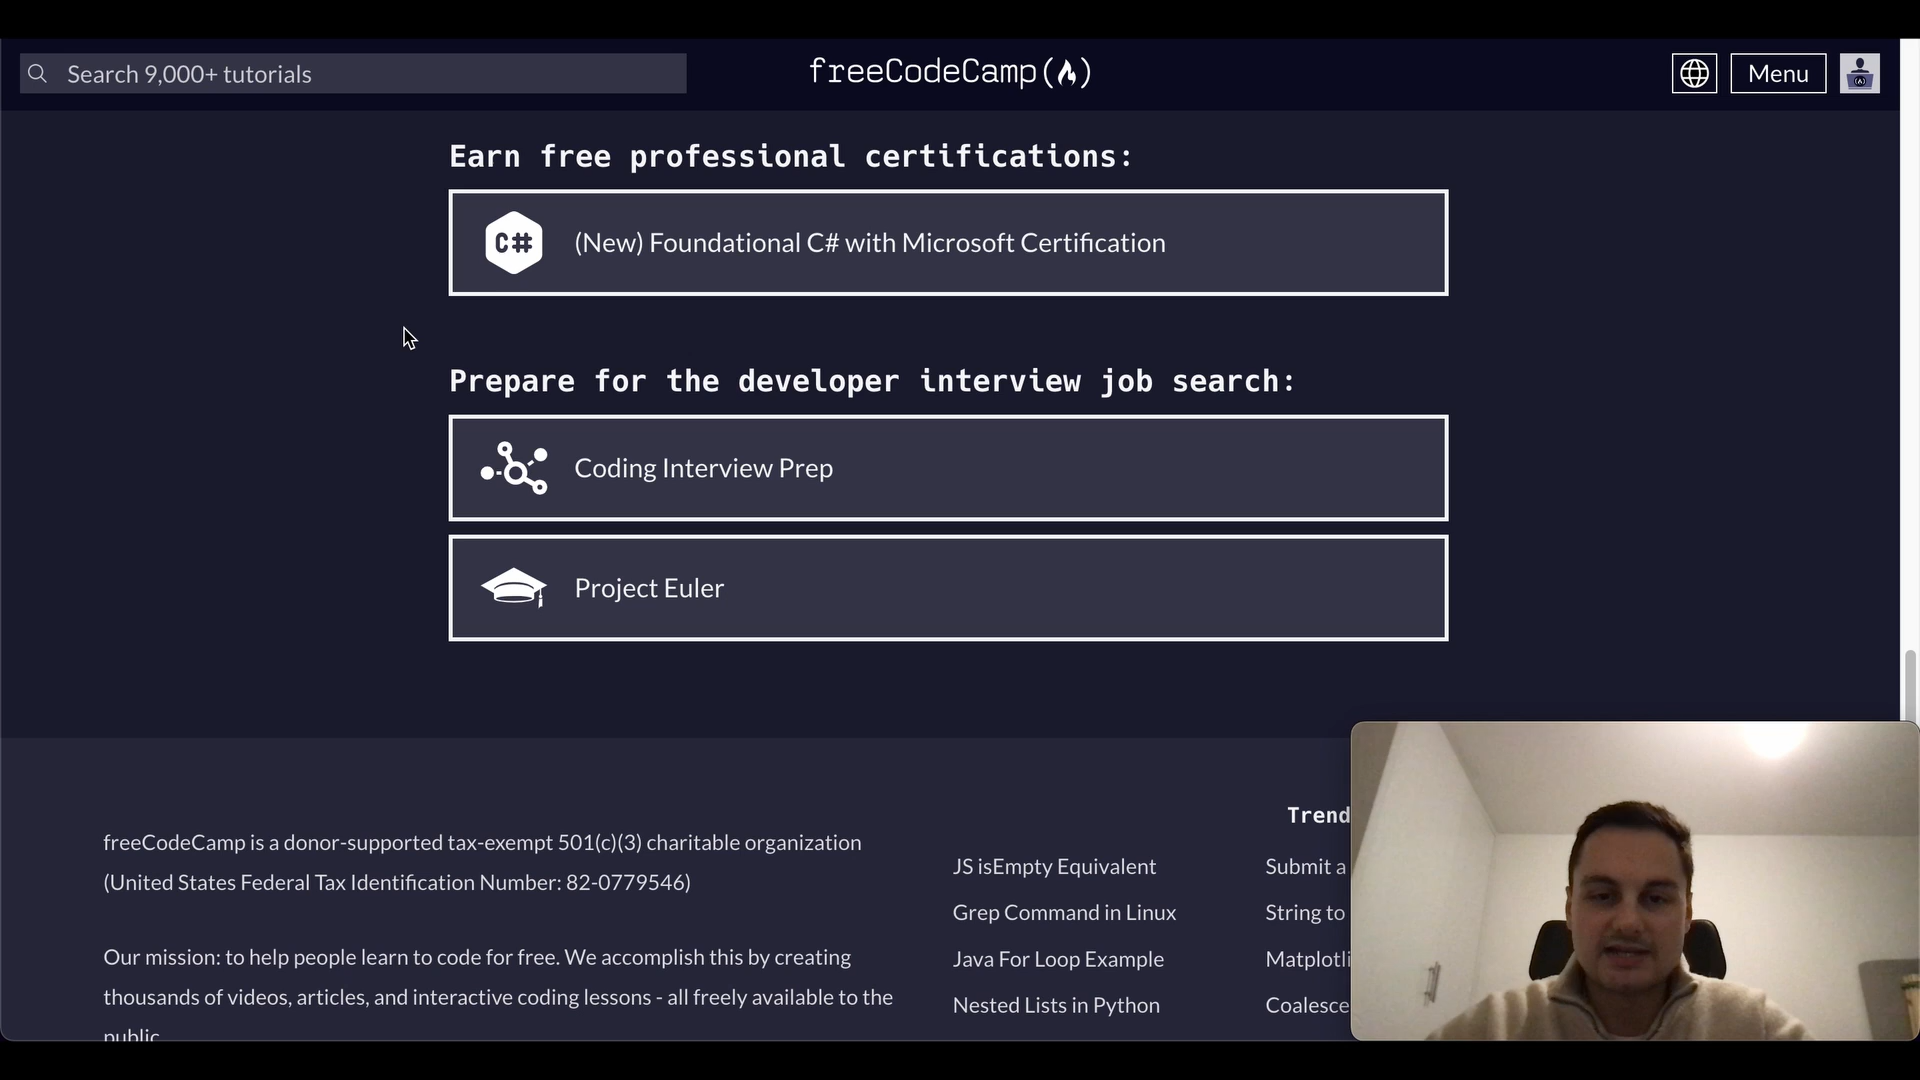 Search 9,000+ tutorials
freeCodeCamp(🔥)
Menu
Earn free professional certifications:
C#
(New) Foundational C# with Microsoft Certification
Prepare for the developer interview job search:
Coding Interview Prep
Project Euler
freeCodeCamp is a donor-supported tax-exempt 501(c)(3) charitable organization
(United States Federal Tax Identification Number: 82-0779546)
Our mission: to help people learn to code for free. We accomplish this by creating
thousands of videos, articles, and interactive coding lessons - all freely available to the
public.
Trend
JS isEmpty Equivalent
Grep Command in Linux
Java For Loop Example
Nested Lists in Python
Submit a
String to
Matplotli
Coalesce